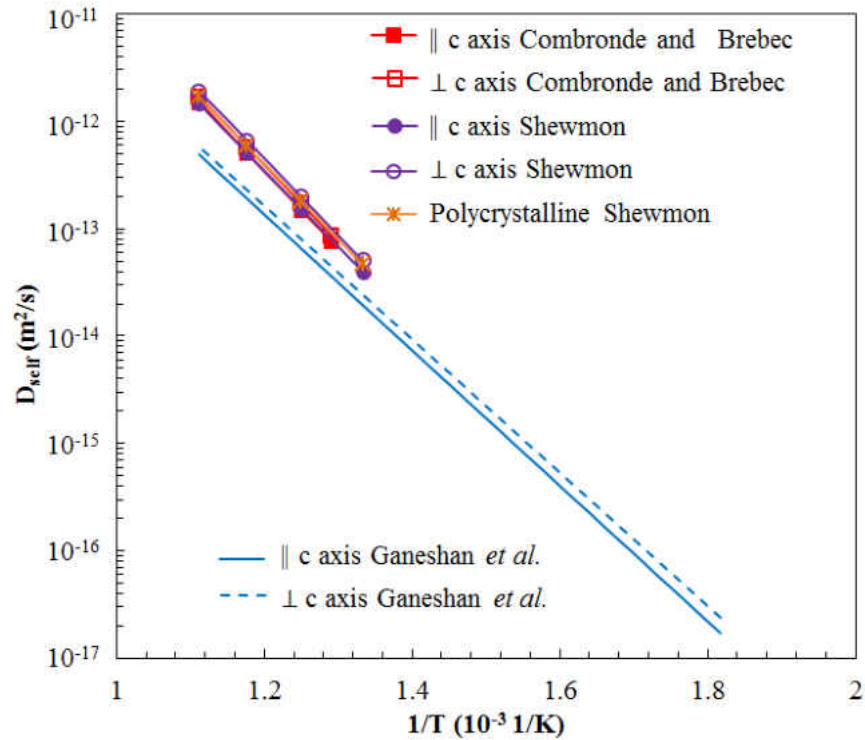 10⁻¹¹
10⁻¹²
10⁻¹³
10⁻¹⁴
10⁻¹⁵
10⁻¹⁶
10⁻¹⁷
D_self (m²/s)
∥ c axis Combronde and Brebec
⊥ c axis Combronde and Brebec
∥ c axis Shewmon
⊥ c axis Shewmon
Polycrystalline Shewmon
∥ c axis Ganeshan et al.
⊥ c axis Ganeshan et al.
1 1.2 1.4 1.6 1.8 2
1/T (10⁻³ 1/K)